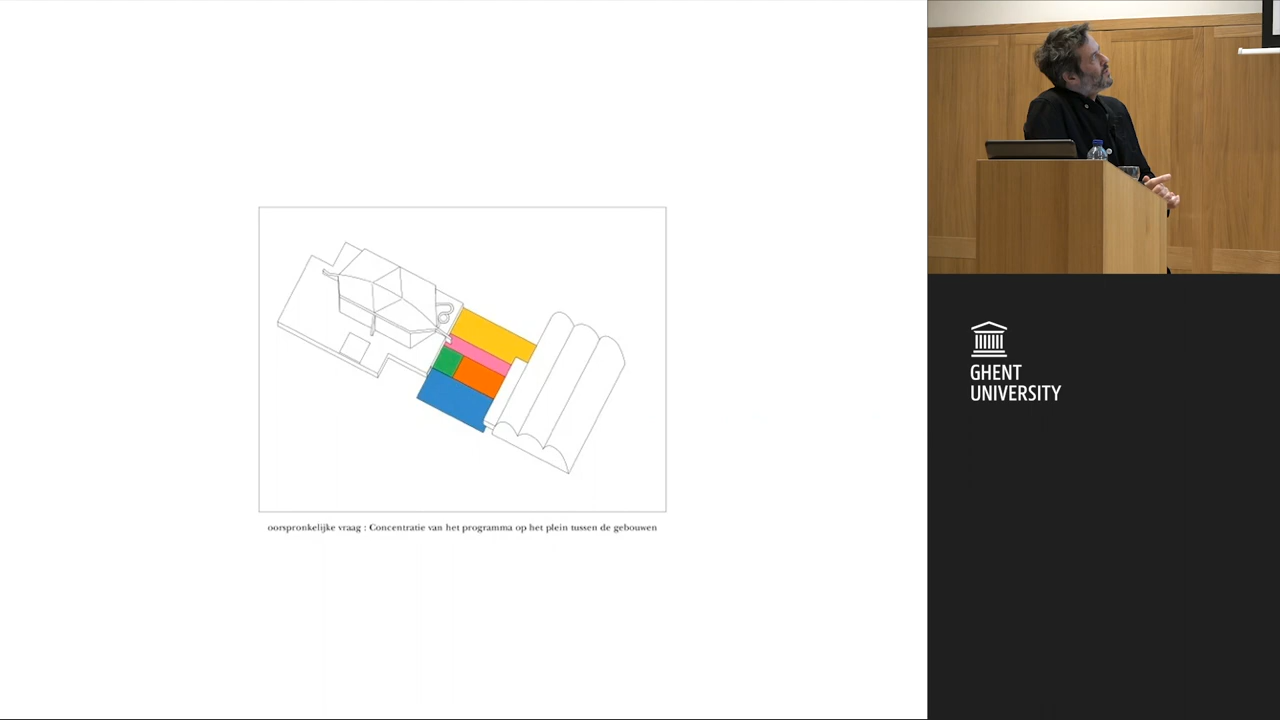 oorspronkelijke vraag : Concentratie van het programma op het plein tussen de gebouwen
GHENT
UNIVERSITY